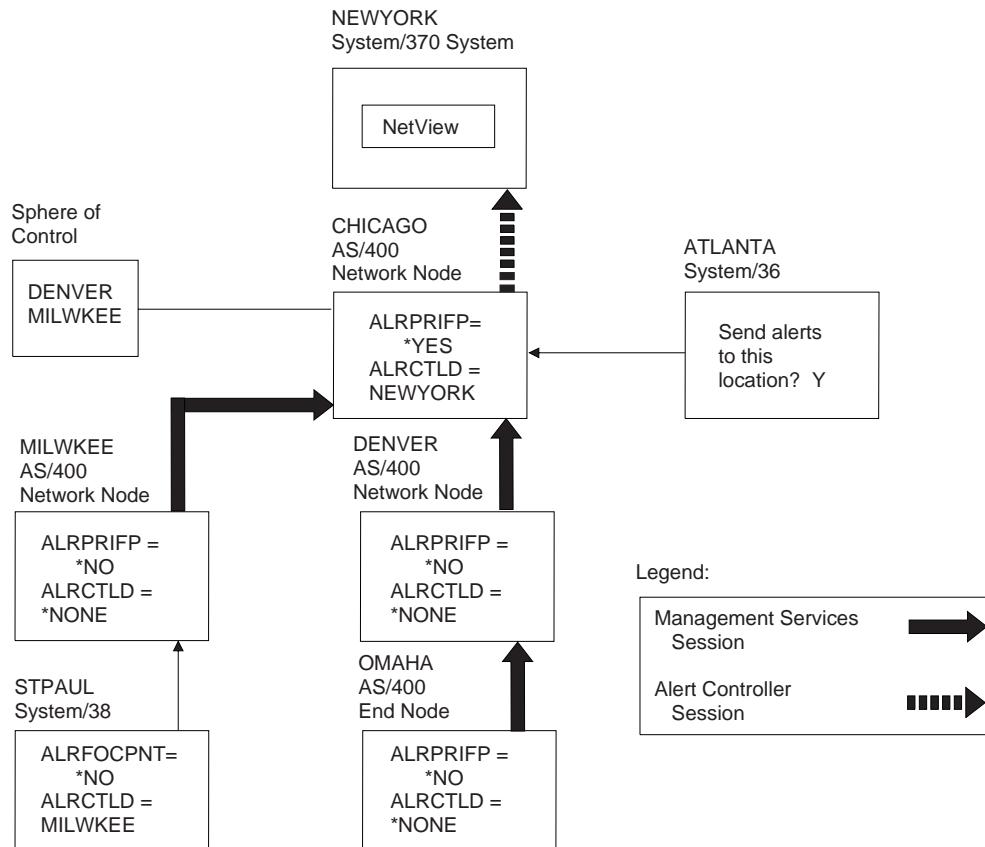 NEWYORK
System/370 System
NetView
Sphere of
Control
DENVER
MILWKEE
CHICAGO
AS/400
Network Node
ALRPRIFP=
*YES
ALRCTLD =
NEWYORK
ATLANTA
System/36
Send alerts
to this
location? Y
MILWKEE
AS/400
Network Node
ALRPRIFP =
*NO
ALRCTLD =
*NONE
DENVER
AS/400
Network Node
ALRPRIFP =
*NO
ALRCTLD =
*NONE
STPAUL
System/38
ALRFOCPNT=
*NO
ALRCTLD =
MILWKEE
OMAHA
AS/400
End Node
ALRPRIFP =
*NO
ALRCTLD =
*NONE
Legend:
Management Services
Session
Alert Controller
Session